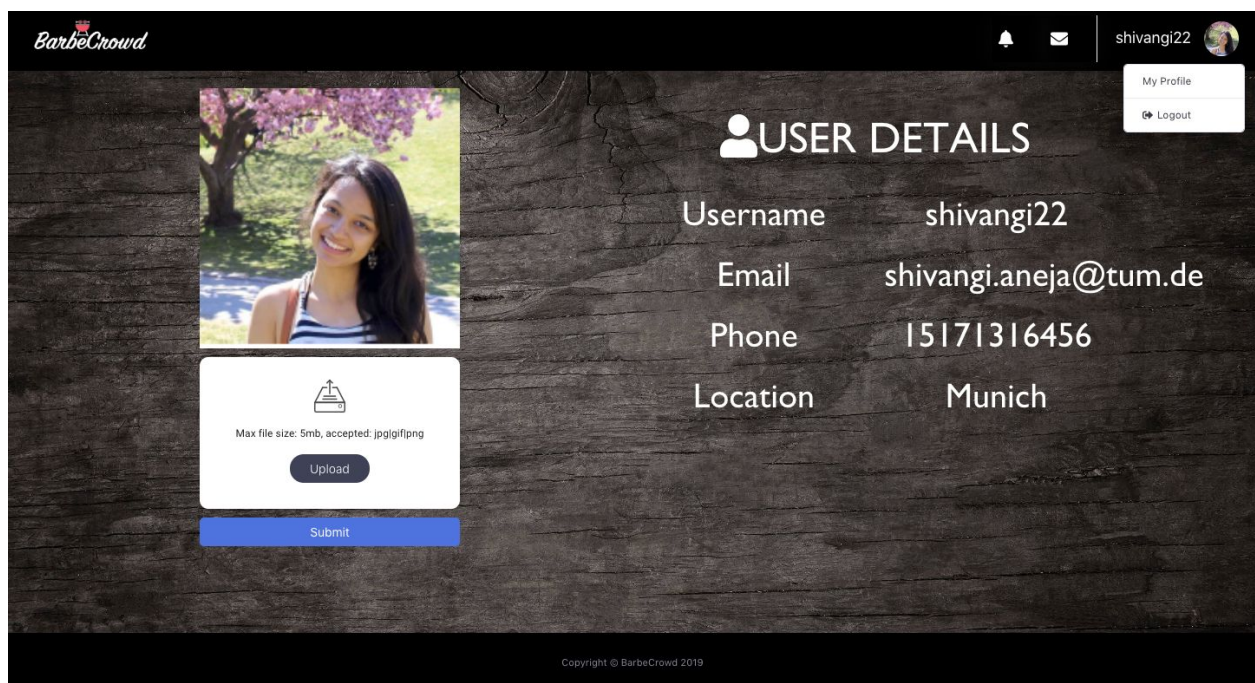 BarbeCrowd
shivangi22
My Profile
Logout
USER DETAILS
Username shivangi22
Email shivangi.aneja@tum.de
Phone 15171316456
Location Munich
Max file size: 5mb, accepted: jpg|gif|png
Upload
Submit
Copyright © BarbeCrowd 2019